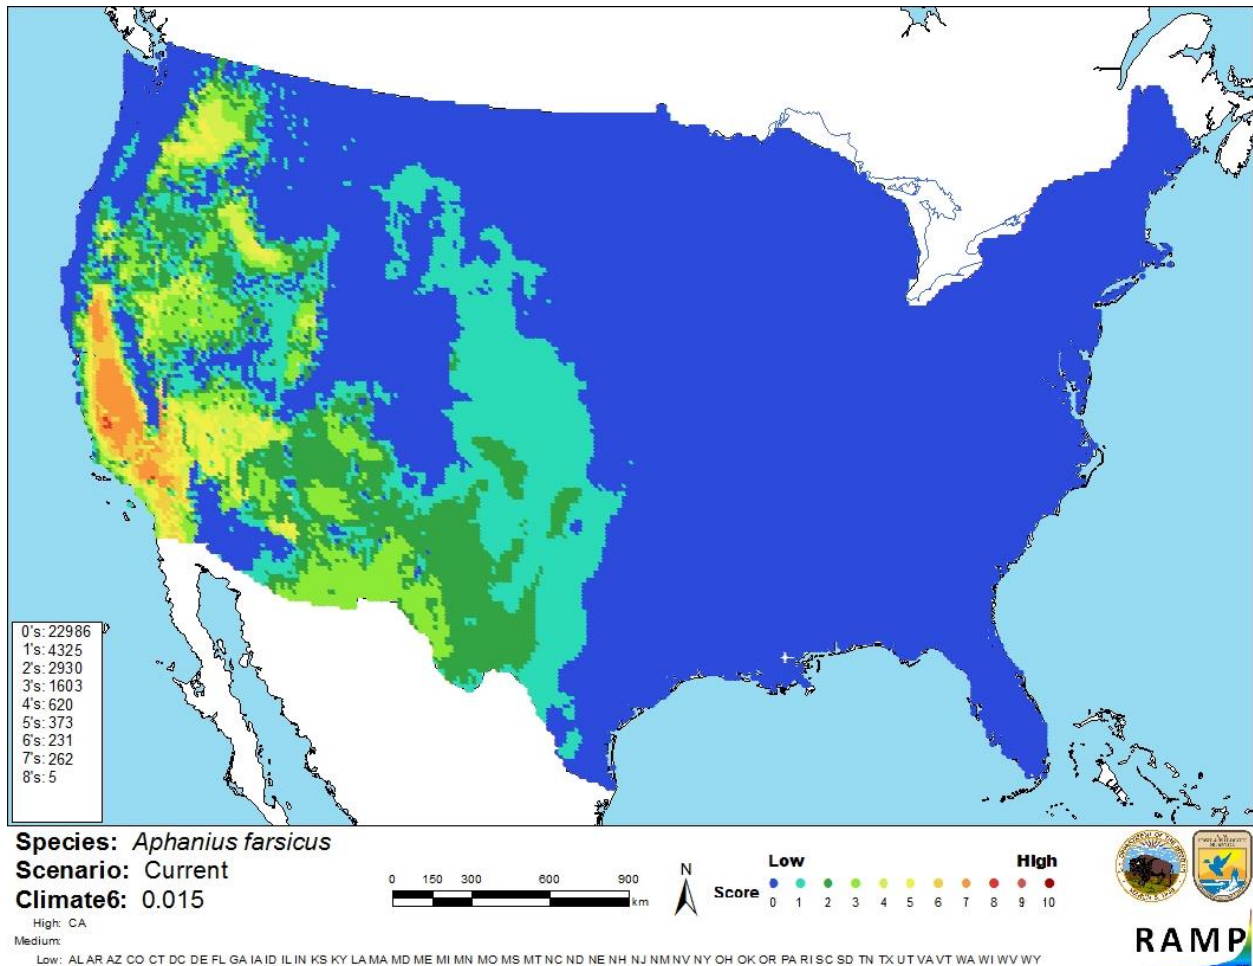 0's: 22986
1's: 4325
2's: 2930
3's: 1603
4's: 620
5's: 373
6's: 231
7's: 262
8's: 5
Species: Aphanius farsicus
Scenario: Current
Climate6: 0.015
High: CA
Medium:
Low: AL AR AZ CO CT DC DE FL GA IA ID IL IN KS KY LA MA MD ME MI MN MO MS MT NC ND NE NH NJ NM NV NY OH OK OR PA RI SC SD TN TX UT VA VT WA WI WV WY
0 150 300 600 900
km
N
Low High
Score
0 1 2 3 4 5 6 7 8 9 10
RAMP